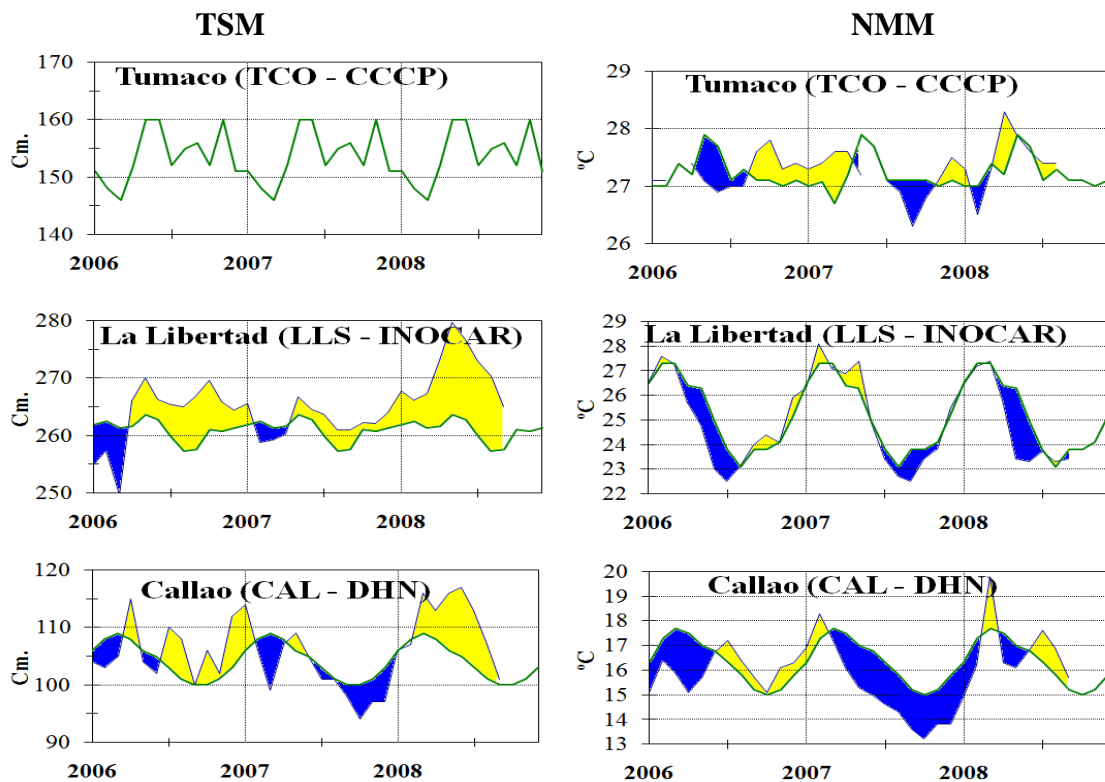 TSM
NMM
170
Tumaco (TCO - CCCP)
160
Cm.
150
140
2006 2007 2008
29
Tumaco (TCO - CCCP)
28
ºC
27
26
2006 2007 2008
280
La Libertad (LLS - INOCAR)
270
Cm.
260
250
2006 2007 2008
29
La Libertad (LLS - INOCAR)
28
27
26
ºC
25
24
23
22
2006 2007 2008
120
Callao (CAL - DHN)
110
Cm.
100
90
2006 2007 2008
20
Callao (CAL - DHN)
19
18
17
ºC
16
15
14
13
2006 2007 2008